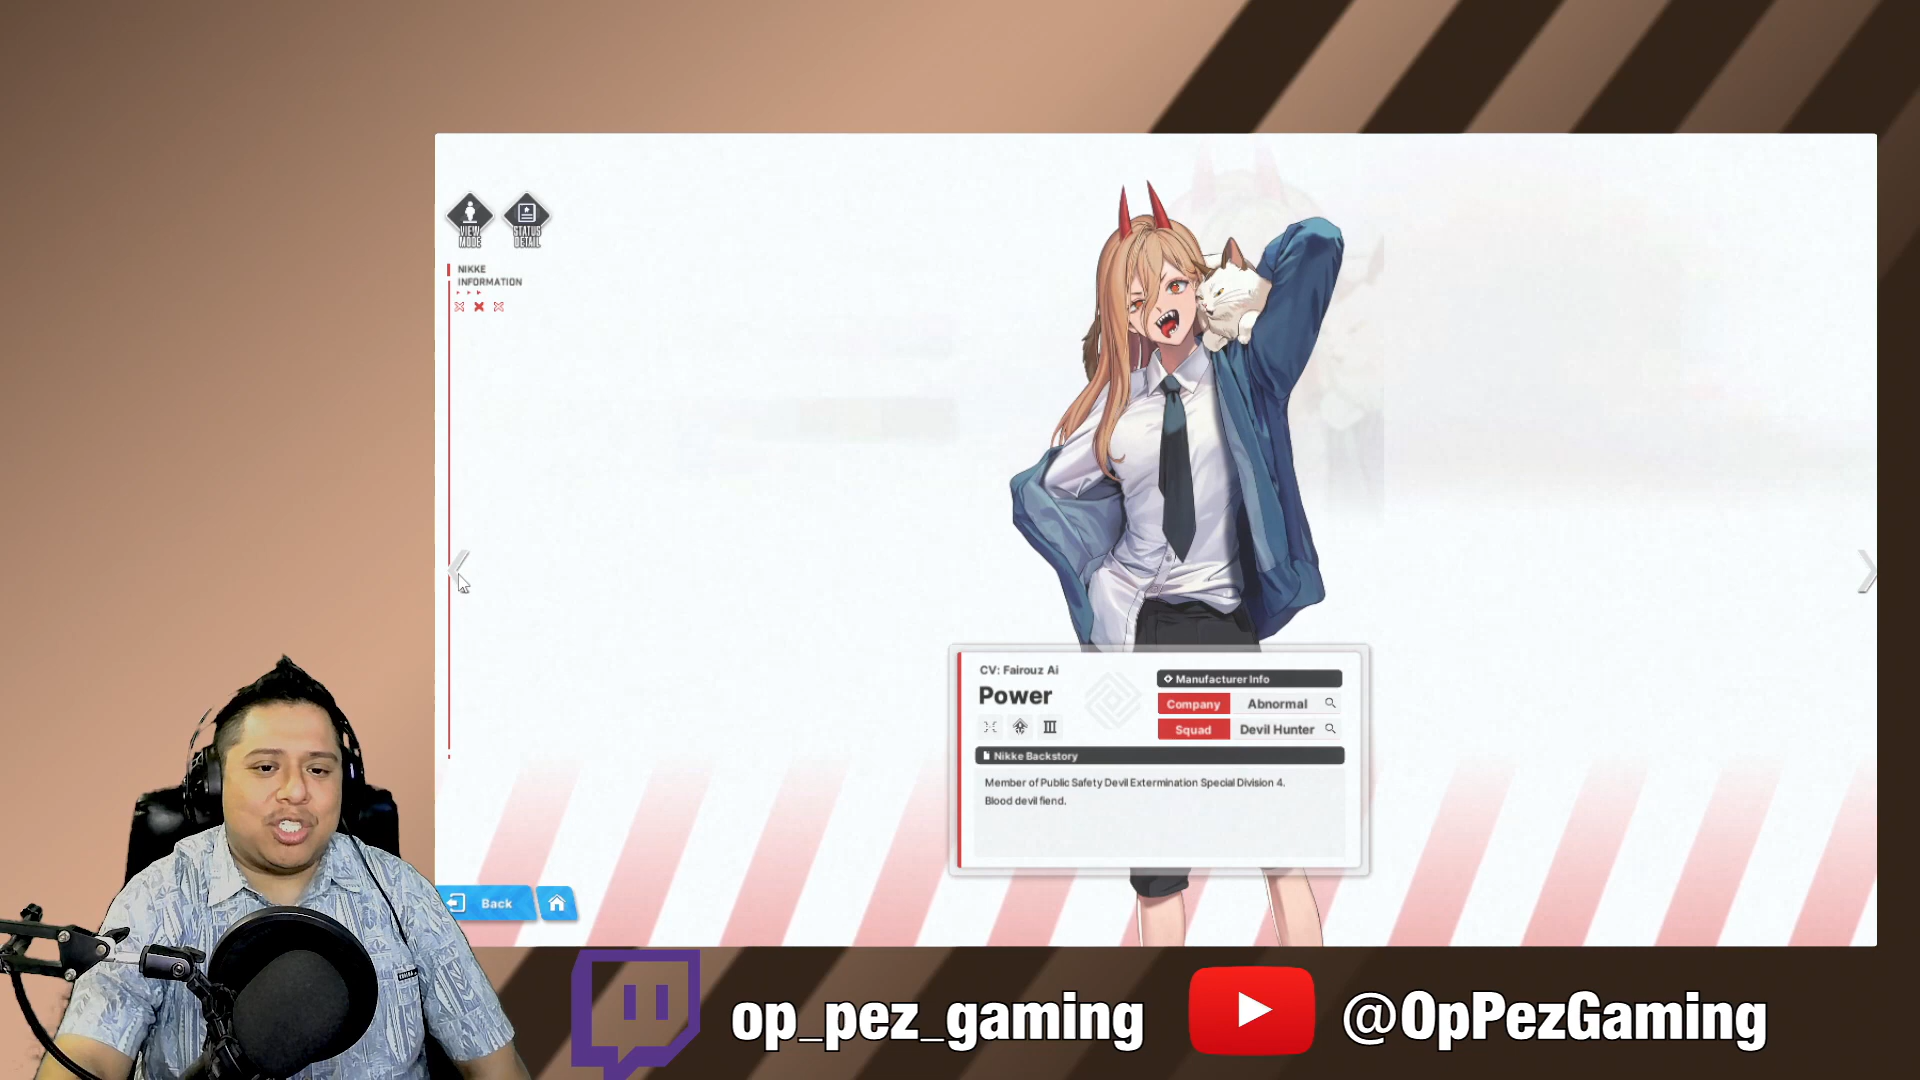 VIEW
MODE
STATUS
DETAIL
NIKKE
INFORMATION
CV: Fairouz Ai
Power
Manufacturer Info
Company Abnormal
Squad Devil Hunter
Nikke Backstory
Member of Public Safety Devil Extermination Special Division 4.
Blood devil fiend.
Back
op_pez_gaming
@OpPezGaming